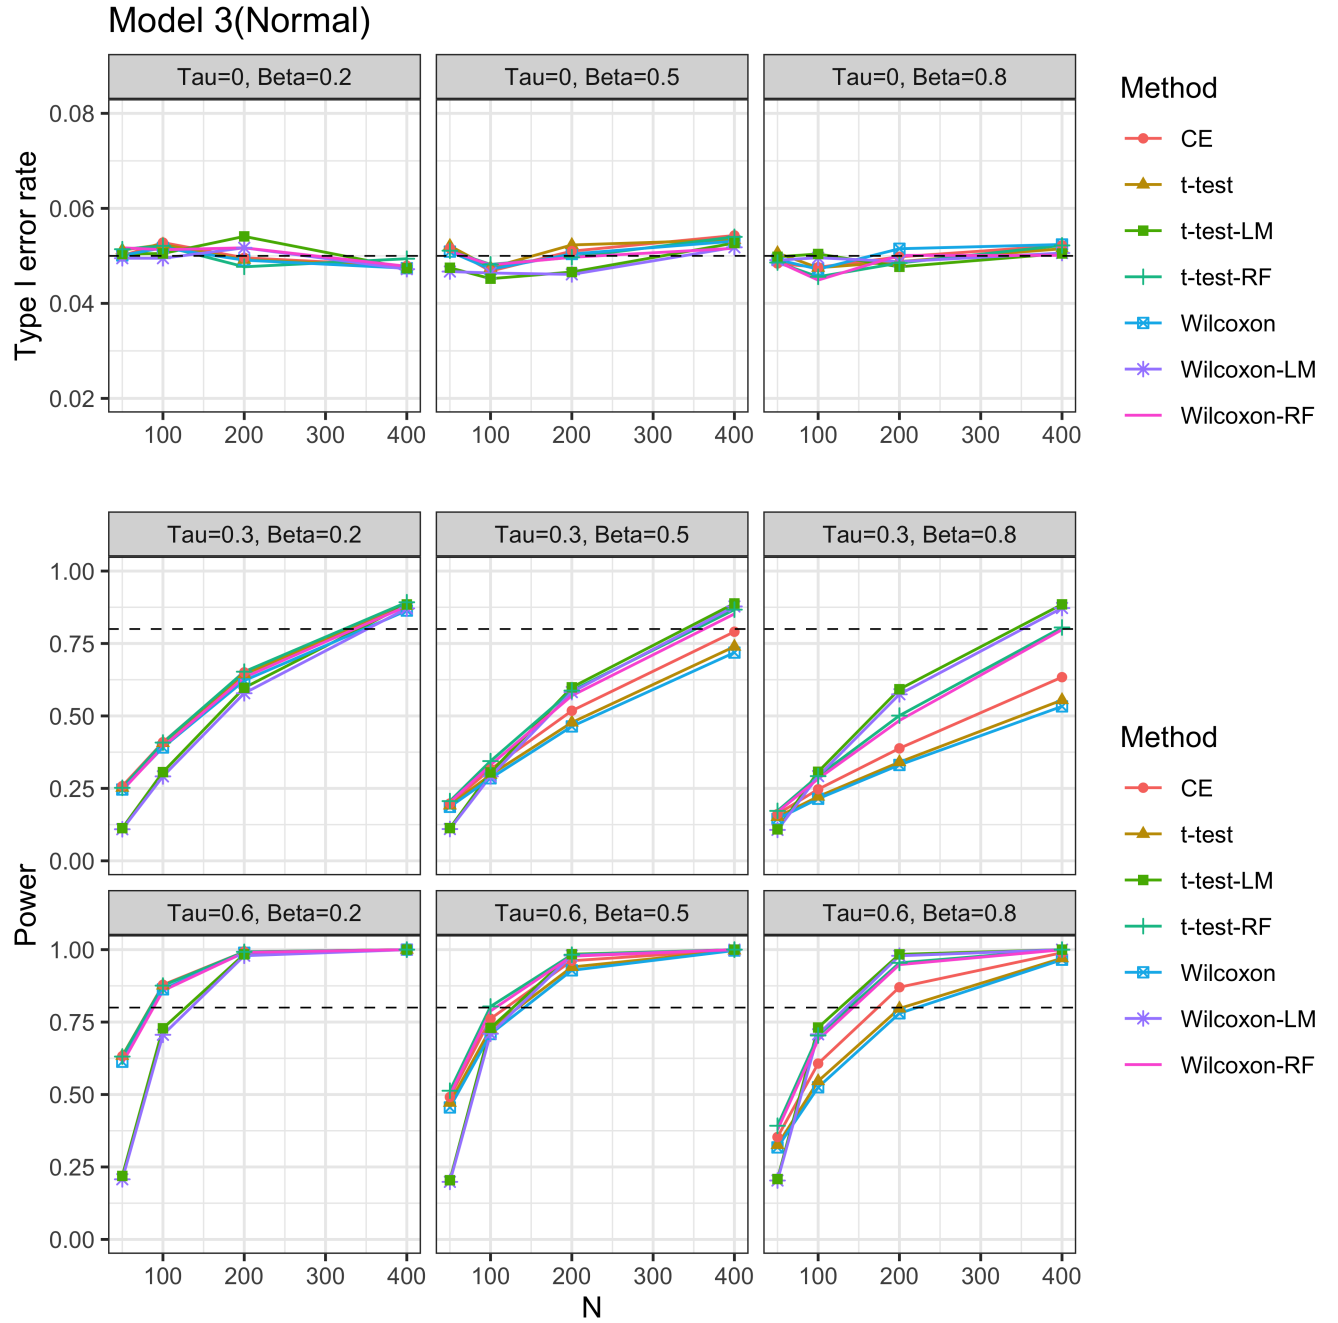 Model 3(Normal)
Tau=0, Beta=0.2
Tau=0, Beta=0.5
Tau=0, Beta=0.8
0.08
0.06
0.04
0.02
Type I error rate
100 200 300 400
100 200 300 400
100 200 300 400
Method
CE
t-test
t-test-LM
t-test-RF
Wilcoxon
Wilcoxon-LM
Wilcoxon-RF
Tau=0.3, Beta=0.2
Tau=0.3, Beta=0.5
Tau=0.3, Beta=0.8
1.00
0.75
0.50
0.25
0.00
Power
Tau=0.6, Beta=0.2
Tau=0.6, Beta=0.5
Tau=0.6, Beta=0.8
1.00
0.75
0.50
0.25
0.00
100 200 300 400
100 200 300 400
100 200 300 400
N
Method
CE
t-test
t-test-LM
t-test-RF
Wilcoxon
Wilcoxon-LM
Wilcoxon-RF